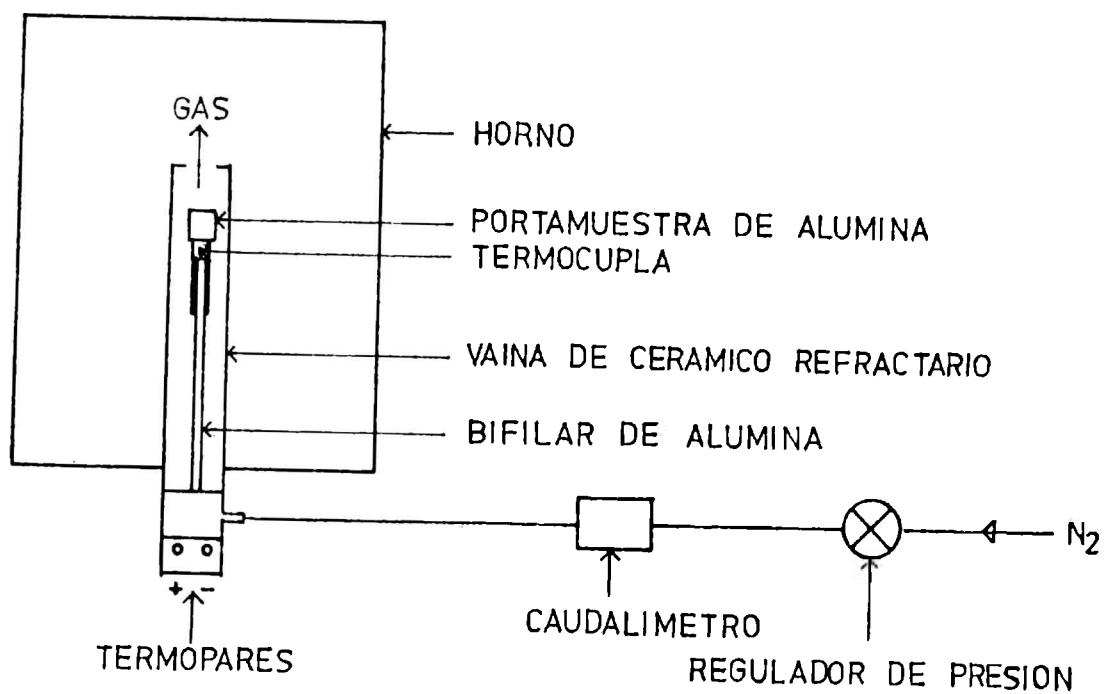 GAS
HORNO
PORTAMUESTRA DE ALUMINA
TERMOCUPLA
VAINA DE CERAMICO REFRACTARIO
BIFILAR DE ALUMINA
N2
+ -
CAUDALIMETRO
TERMOPARES
REGULADOR DE PRESION